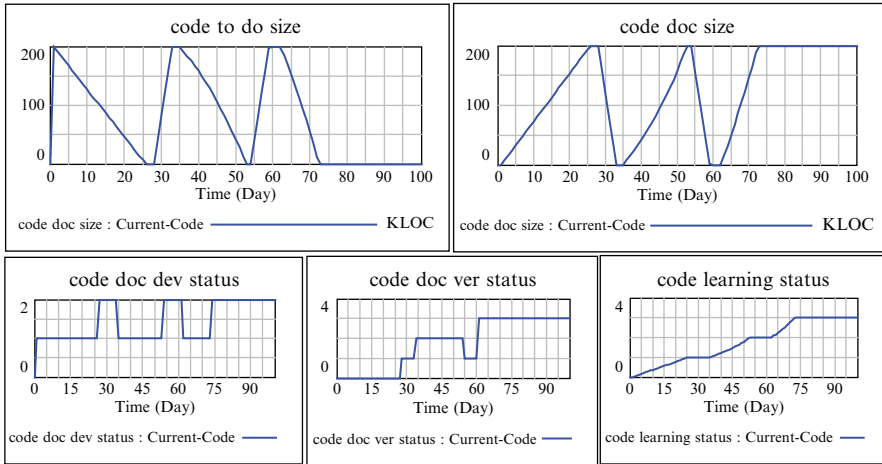 code to do size
200
100
0
0 10 20 30 40 50 60 70 80 90 100
Time (Day)
code doc size : Current-Code KLOC
code doc size
200
100
0
0 10 20 30 40 50 60 70 80 90 100
Time (Day)
code doc size : Current-Code KLOC
code doc dev status
2
0
0 15 30 45 60 75 90
Time (Day)
code doc dev status : Current-Code
code doc ver status
4
0
0 15 30 45 60 75 90
Time (Day)
code doc ver status : Current-Code
code learning status
4
0
0 15 30 45 60 75 90
Time (Day)
code learning status : Current-Code